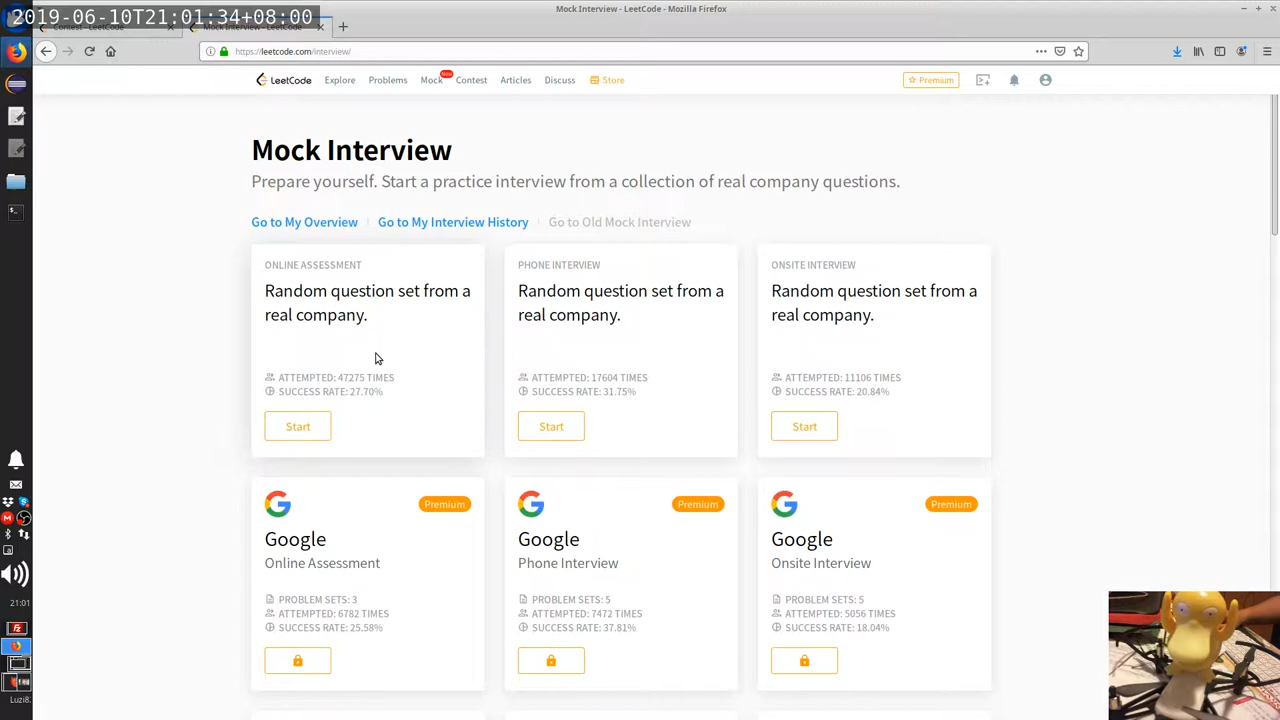 Mock Interview - LeetCode - Mozilla Firefox
2019-06-10T21:01:34+08:00
Contest - LeetCode
Mock Interview - LeetCode
https://leetcode.com/interview/
LeetCode Explore Problems Mock New Contest Articles Discuss Store Premium
Mock Interview
Prepare yourself. Start a practice interview from a collection of real company questions.
Go to My Overview Go to My Interview History Go to Old Mock Interview
ONLINE ASSESSMENT
Random question set from a
real company.
ATTEMPTED: 47275 TIMES
SUCCESS RATE: 27.70%
Start
PHONE INTERVIEW
Random question set from a
real company.
ATTEMPTED: 17604 TIMES
SUCCESS RATE: 31.75%
Start
ONSITE INTERVIEW
Random question set from a
real company.
ATTEMPTED: 11106 TIMES
SUCCESS RATE: 20.84%
Start
Premium
Google
Online Assessment
PROBLEM SETS: 3
ATTEMPTED: 6782 TIMES
SUCCESS RATE: 25.58%
Premium
Google
Phone Interview
PROBLEM SETS: 5
ATTEMPTED: 7472 TIMES
SUCCESS RATE: 37.81%
Premium
Google
Onsite Interview
PROBLEM SETS: 5
ATTEMPTED: 5056 TIMES
SUCCESS RATE: 18.04%
21:01